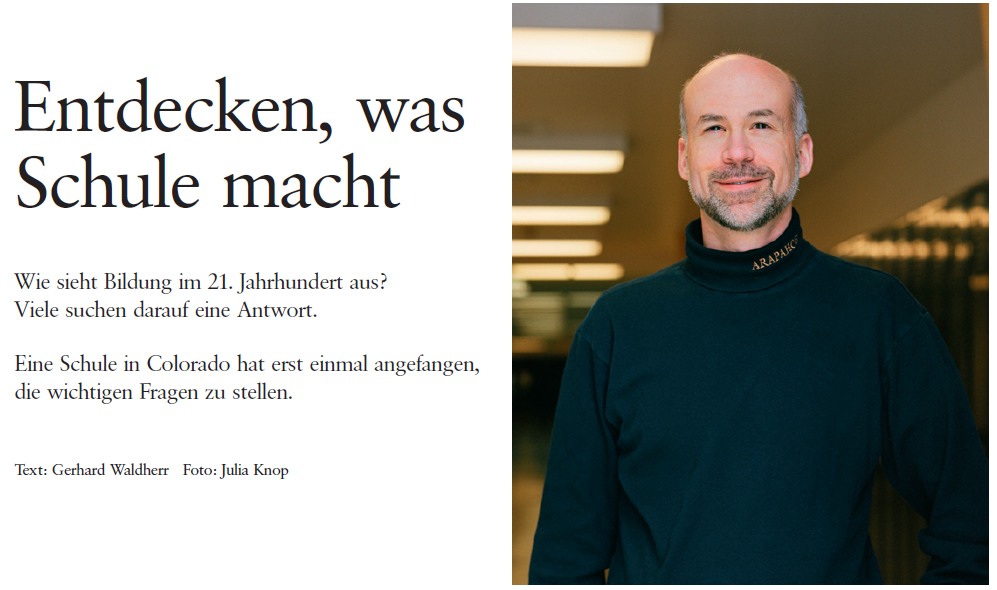 Entdecken, was
Schule macht
Wie sieht Bildung im 21. Jahrhundert aus?
Viele suchen darauf eine Antwort.
Eine Schule in Colorado hat erst einmal angefangen,
die wichtigen Fragen zu stellen.
Text: Gerhard Waldherr Foto: Julia Knop
ARAPAHOE